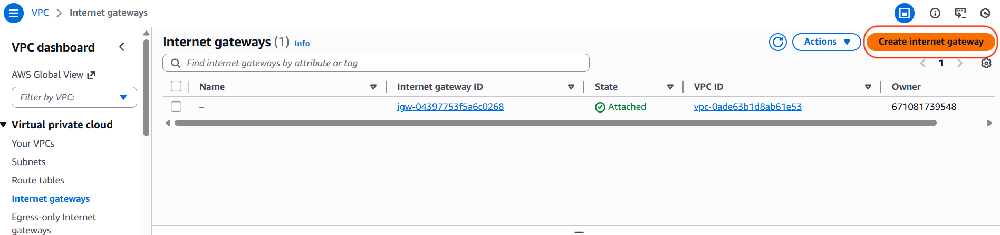 VPC > Internet gateways
VPC dashboard
AWS Global View
Filter by VPC:
Virtual private cloud
Your VPCs
Subnets
Route tables
Internet gateways
Egress-only Internet
gateways
Internet gateways (1) Info
Actions
Create internet gateway
Find internet gateways by attribute or tag
1
Name Internet gateway ID State VPC ID Owner
– igw-04397753f5a6c0268 Attached vpc-0ade63b1d8ab61e53 671081739548